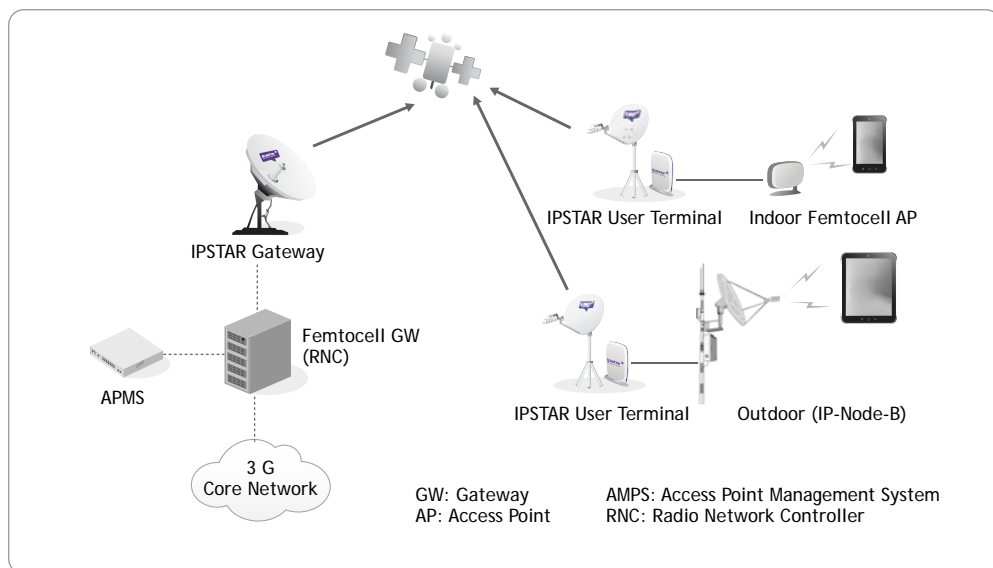 IPSTAR Gateway
IPSTAR User Terminal
Indoor Femtocell AP
Femtocell GW
(RNC)
APMS
IPSTAR User Terminal
Outdoor (IP-Node-B)
3 G
Core Network
GW: Gateway
AP: Access Point
AMPS: Access Point Management System
RNC: Radio Network Controller